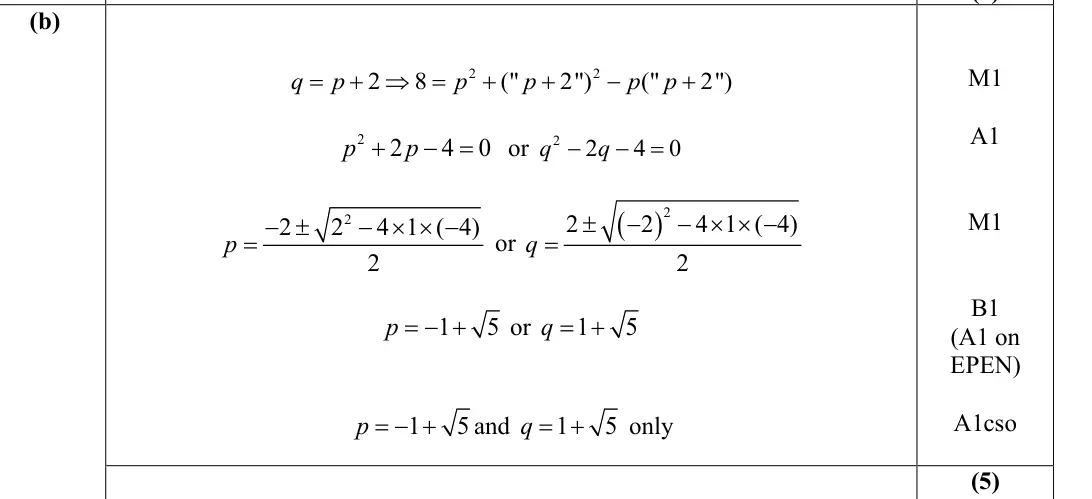 (b)
q = p + 2 ⇒ 8 = p² + ("p + 2")² − p("p + 2") M1
p² + 2p − 4 = 0 or q² − 2q − 4 = 0 A1
p = (−2 ± √(2² − 4×1×(−4)))/2 or q = (2 ± √((−2)² − 4×1×(−4)))/2 M1
p = −1 + √5 or q = 1 + √5 B1
(A1 on
EPEN)
p = −1 + √5 and q = 1 + √5 only A1cso
(5)